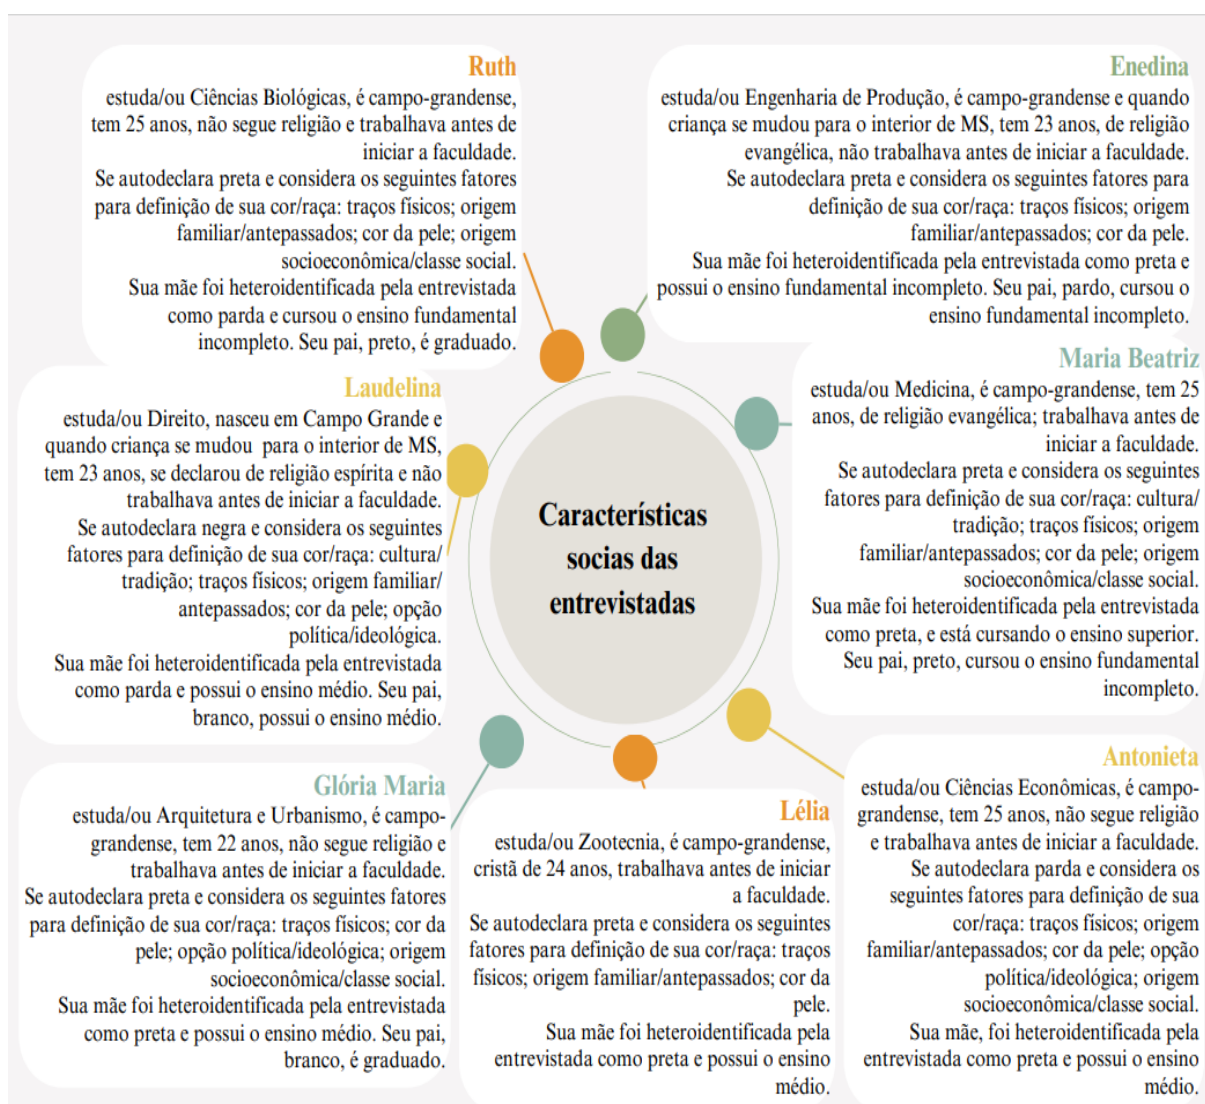 Ruth
estuda/ou Ciências Biológicas, é campo-grandense,
tem 25 anos, não segue religião e trabalhava antes de
iniciar a faculdade.
Se autodeclara preta e considera os seguintes fatores
para definição de sua cor/raça: traços físicos; origem
familiar/antepassados; cor da pele; origem
socioeconômica/classe social.
Sua mãe foi heteroidentificada pela entrevistada
como parda e cursou o ensino fundamental
incompleto. Seu pai, preto, é graduado.
Enedina
estuda/ou Engenharia de Produção, é campo-grandense e quando
criança se mudou para o interior de MS, tem 23 anos, de religião
evangélica, não trabalhava antes de iniciar a faculdade.
Se autodeclara preta e considera os seguintes fatores para
definição de sua cor/raça: traços físicos; origem
familiar/antepassados; cor da pele.
Sua mãe foi heteroidentificada pela entrevistada como preta e
possui o ensino fundamental incompleto. Seu pai, pardo, cursou o
ensino fundamental incompleto.
Laudelina
estuda/ou Direito, nasceu em Campo Grande e
quando criança se mudou para o interior de MS,
tem 23 anos, se declarou de religião espírita e não
trabalhava antes de iniciar a faculdade.
Se autodeclara negra e considera os seguintes
fatores para definição de sua cor/raça: cultura/
tradição; traços físicos; origem familiar/
antepassados; cor da pele; opção
política/ideológica.
Sua mãe foi heteroidentificada pela entrevistada
como parda e possui o ensino médio. Seu pai,
branco, possui o ensino médio.
Características
socias das
entrevistadas
Maria Beatriz
estuda/ou Medicina, é campo-grandense, tem 25
anos, de religião evangélica; trabalhava antes de
iniciar a faculdade.
Se autodeclara preta e considera os seguintes
fatores para definição de sua cor/raça: cultura/
tradição; traços físicos; origem
familiar/antepassados; cor da pele; origem
socioeconômica/classe social.
Sua mãe foi heteroidentificada pela entrevistada
como preta, e está cursando o ensino superior.
Seu pai, preto, cursou o ensino fundamental
incompleto.
Glória Maria
estuda/ou Arquitetura e Urbanismo, é campo-
grandense, tem 22 anos, não segue religião e
trabalhava antes de iniciar a faculdade.
Se autodeclara preta e considera os seguintes fatores
para definição de sua cor/raça: traços físicos; cor da
pele; opção política/ideológica; origem
socioeconômica/classe social.
Sua mãe foi heteroidentificada pela entrevistada
como preta e possui o ensino médio. Seu pai,
branco, é graduado.
Lélia
estuda/ou Zootecnia, é campo-grandense,
cristã de 24 anos, trabalhava antes de iniciar
a faculdade.
Se autodeclara preta e considera os seguintes
fatores para definição de sua cor/raça: traços
físicos; origem familiar/antepassados; cor da
pele.
Sua mãe foi heteroidentificada pela
entrevistada como preta e possui o ensino
médio.
Antonieta
estuda/ou Ciências Econômicas, é campo-
grandense, tem 25 anos, não segue religião
e trabalhava antes de iniciar a faculdade.
Se autodeclara parda e considera os
seguintes fatores para definição de sua
cor/raça: traços físicos; origem
familiar/antepassados; cor da pele; opção
política/ideológica; origem
socioeconômica/classe social.
Sua mãe, foi heteroidentificada pela
entrevistada como preta e possui o ensino
médio.